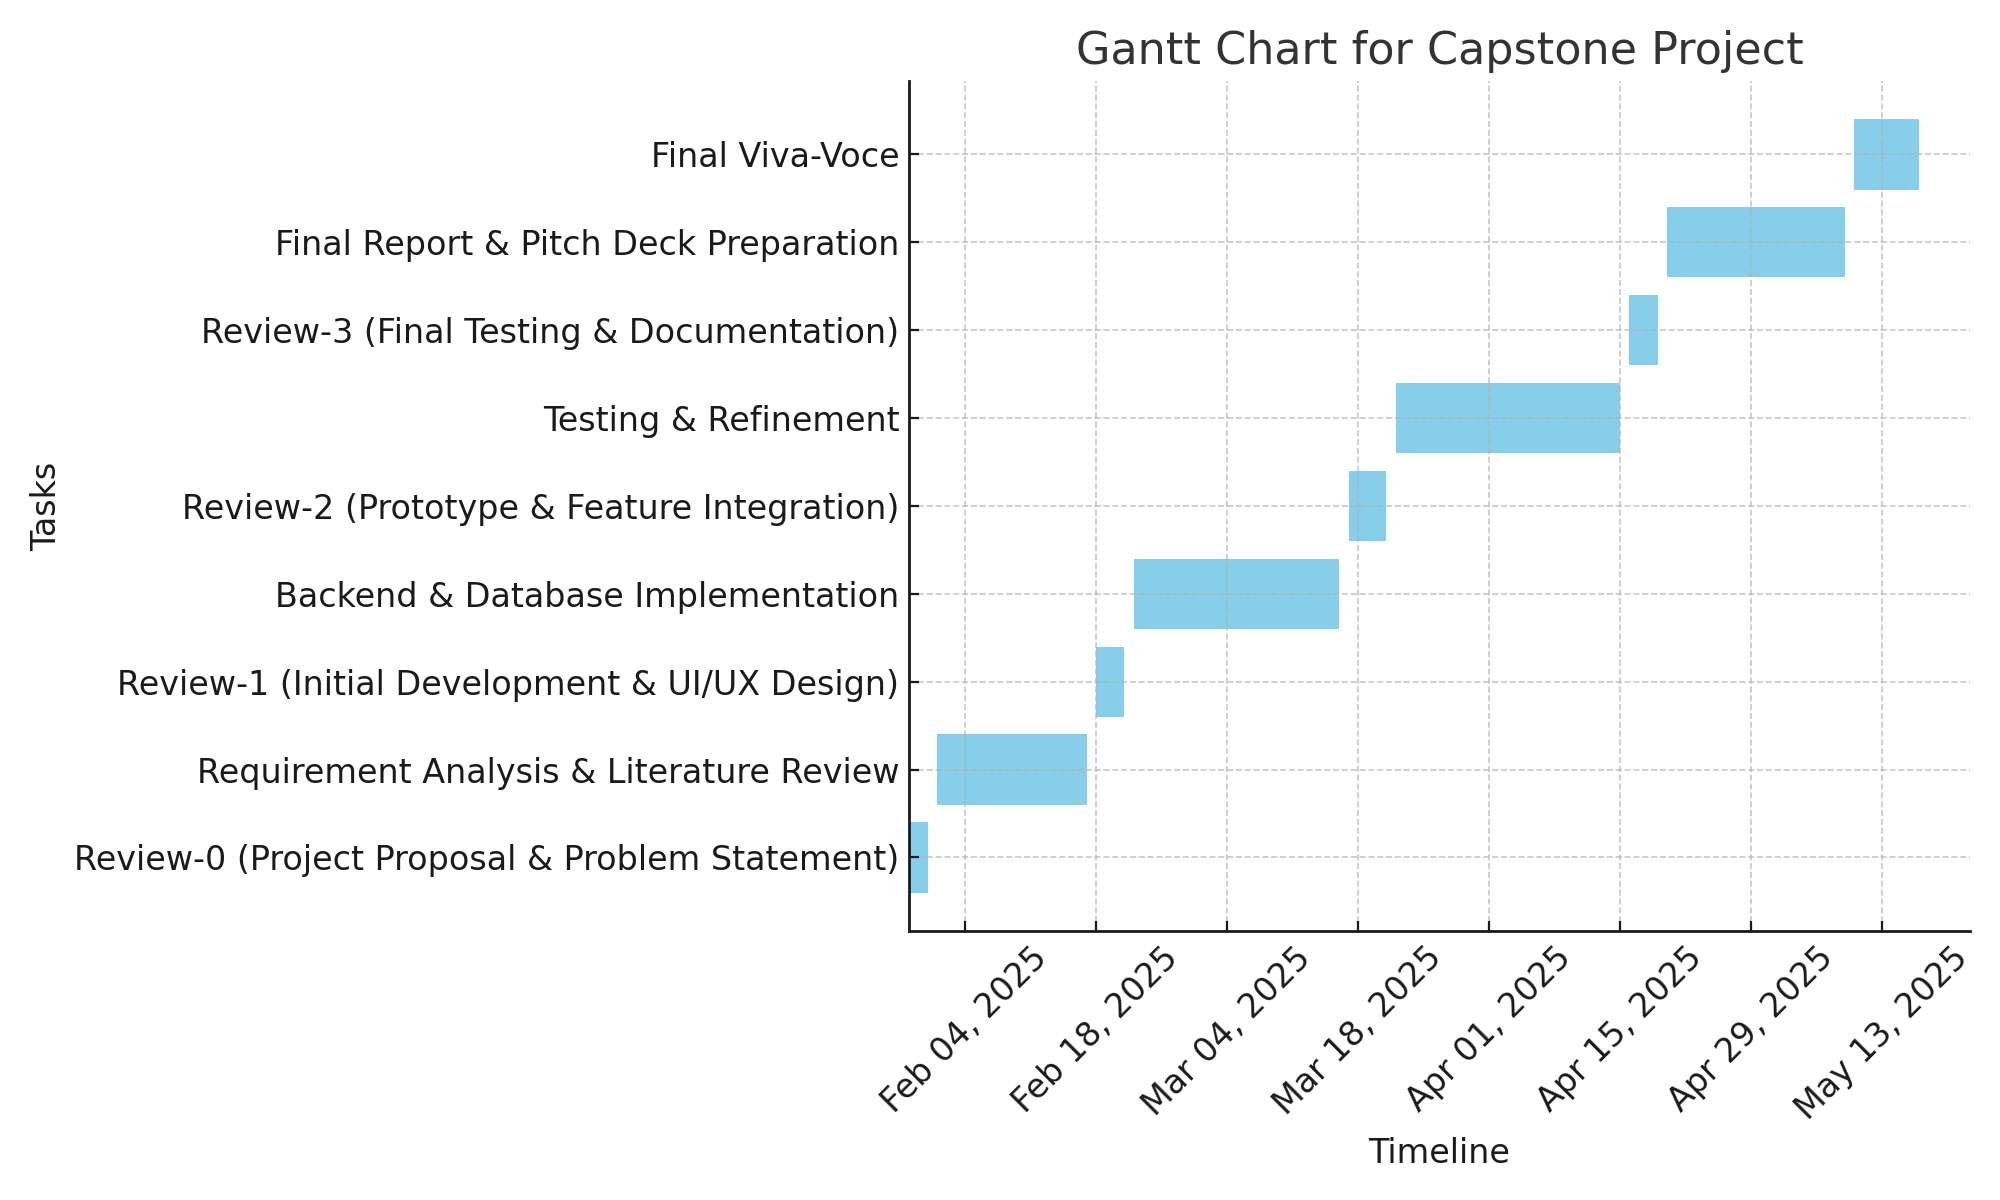 Gantt Chart for Capstone Project
Tasks
Final Viva-Voce
Final Report & Pitch Deck Preparation
Review-3 (Final Testing & Documentation)
Testing & Refinement
Review-2 (Prototype & Feature Integration)
Backend & Database Implementation
Review-1 (Initial Development & UI/UX Design)
Requirement Analysis & Literature Review
Review-0 (Project Proposal & Problem Statement)
Feb 04, 2025
Feb 18, 2025
Mar 04, 2025
Mar 18, 2025
Apr 01, 2025
Apr 15, 2025
Apr 29, 2025
May 13, 2025
Timeline